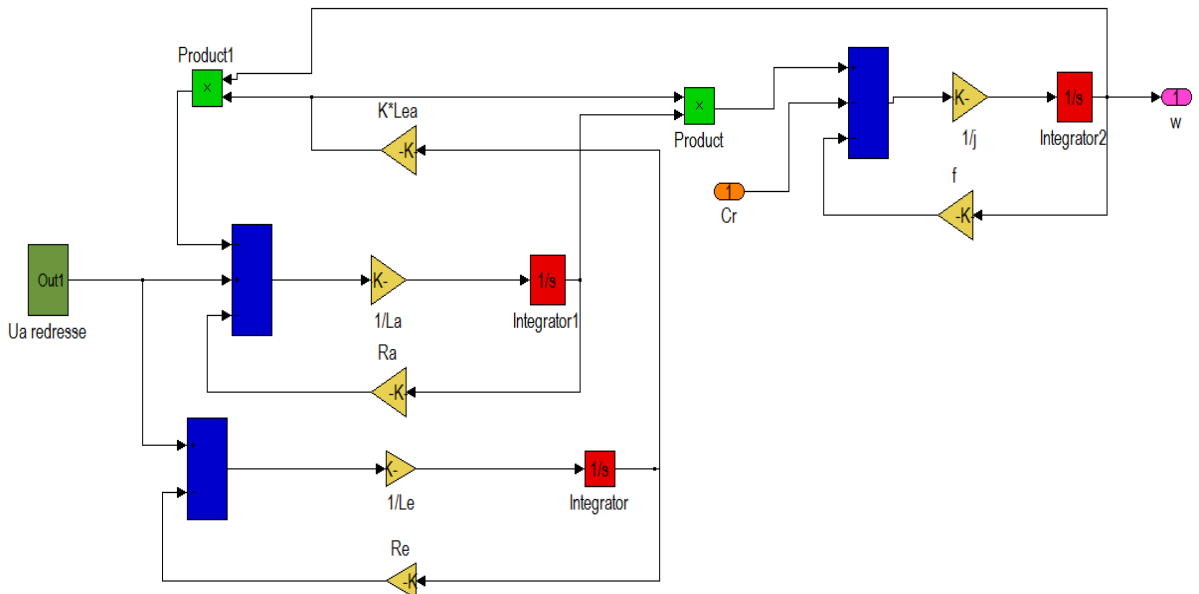 Product1
×
K*Lea
-K-
×
Product
K-
1/j
1/s
Integrator2
1
w
1
Cr
f
-K-
Out1
Ua redresse
K-
1/La
1/s
Integrator1
Ra
-K-
K-
1/Le
1/s
Integrator
Re
-K